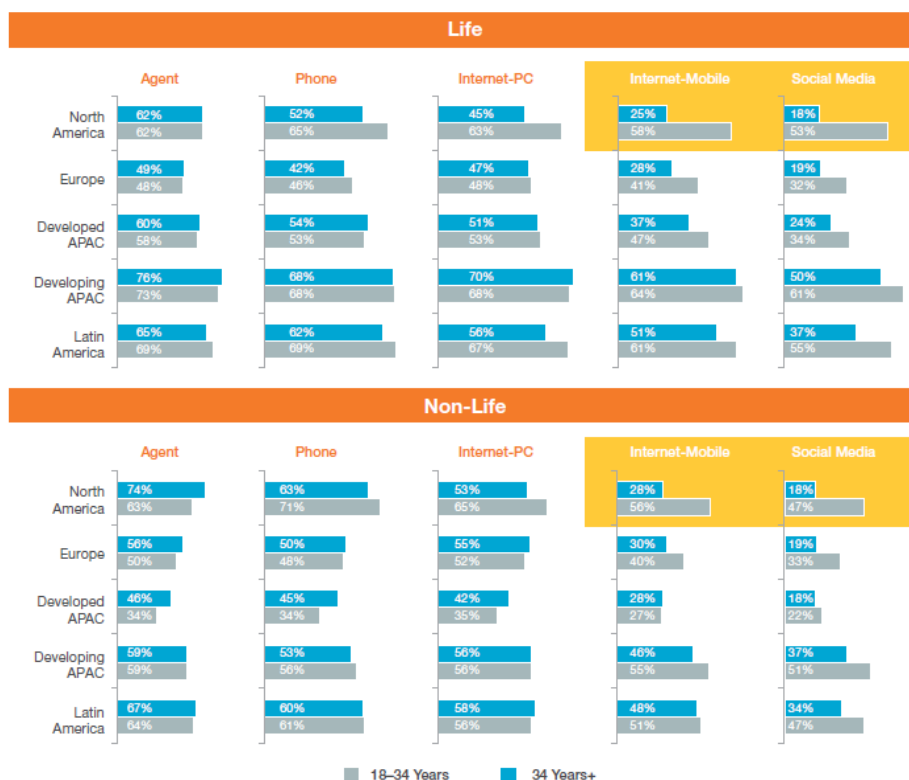 Life
Agent Phone Internet-PC Internet-Mobile Social Media
North America
62% 52% 45% 25% 18%
62% 65% 63% 58% 53%
Europe
49% 42% 47% 28% 19%
48% 46% 48% 41% 32%
Developed APAC
60% 54% 51% 37% 24%
58% 53% 53% 47% 34%
Developing APAC
76% 68% 70% 61% 50%
73% 68% 68% 64% 61%
Latin America
65% 62% 56% 51% 37%
69% 69% 67% 61% 55%
Non-Life
Agent Phone Internet-PC Internet-Mobile Social Media
North America
74% 63% 53% 28% 18%
63% 71% 65% 56% 47%
Europe
56% 50% 55% 30% 19%
50% 48% 52% 40% 33%
Developed APAC
46% 45% 42% 28% 18%
34% 34% 35% 27% 22%
Developing APAC
59% 53% 56% 46% 37%
59% 56% 56% 55% 51%
Latin America
67% 60% 58% 48% 34%
64% 61% 56% 51% 47%
18–34 Years 34 Years+